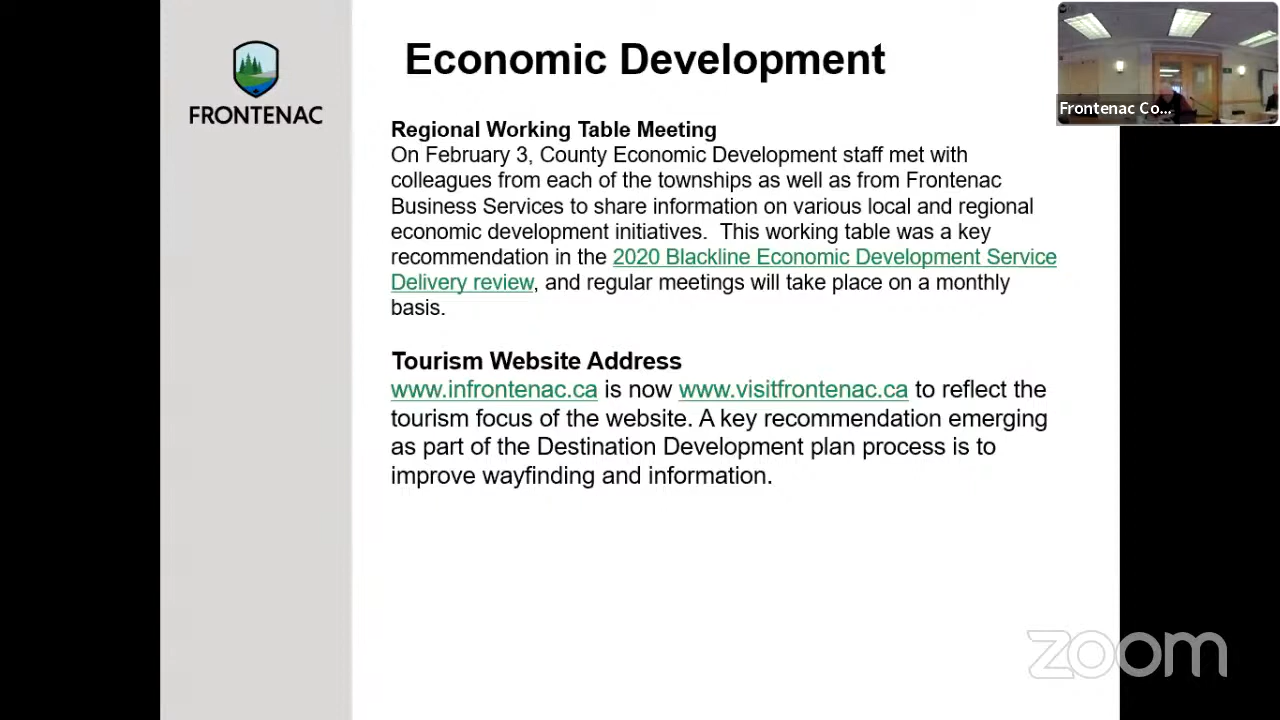 Economic Development
FRONTENAC
Frontenac Co...
Regional Working Table Meeting
On February 3, County Economic Development staff met with
colleagues from each of the townships as well as from Frontenac
Business Services to share information on various local and regional
economic development initiatives.  This working table was a key
recommendation in the 2020 Blackline Economic Development Service
Delivery review, and regular meetings will take place on a monthly
basis.
Tourism Website Address
www.infrontenac.ca is now www.visitfrontenac.ca to reflect the
tourism focus of the website. A key recommendation emerging
as part of the Destination Development plan process is to
improve wayfinding and information.
zoom